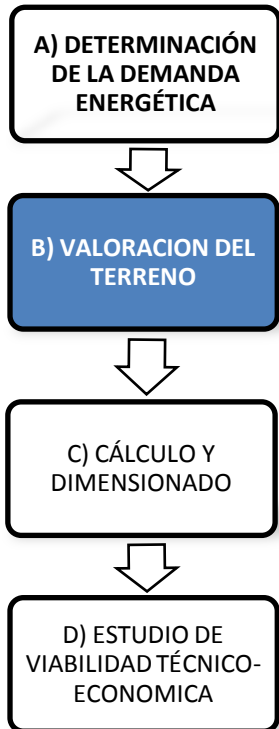 A) DETERMINACIÓN
DE LA DEMANDA
ENERGÉTICA
B) VALORACION DEL
TERRENO
C) CÁLCULO Y
DIMENSIONADO
D) ESTUDIO DE
VIABILIDAD TÉCNICO-
ECONOMICA